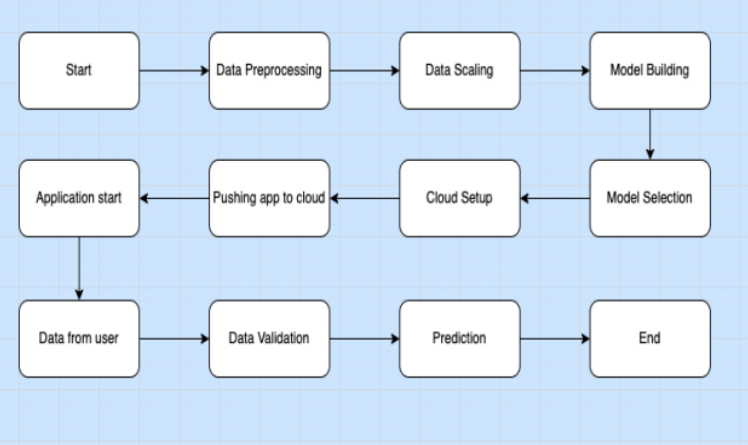 Start
Data Preprocessing
Data Scaling
Model Building
Application start
Pushing app to cloud
Cloud Setup
Model Selection
Data from user
Data Validation
Prediction
End